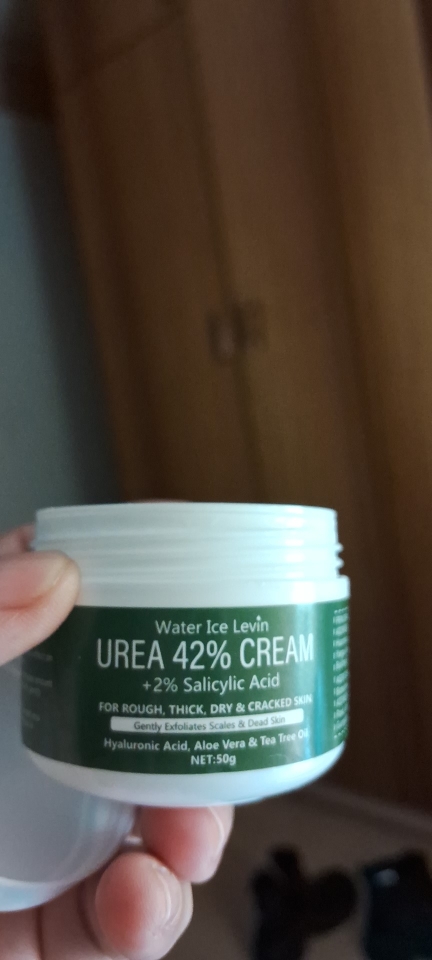 Water Ice Levin
UREA 42% CREAM
+2% Salicylic Acid
FOR ROUGH, THICK, DRY & CRACKED SKIN
Gently Exfoliates Scales & Dead Skin
Hyaluronic Acid, Aloe Vera & Tea Tree Oil
NET:50g